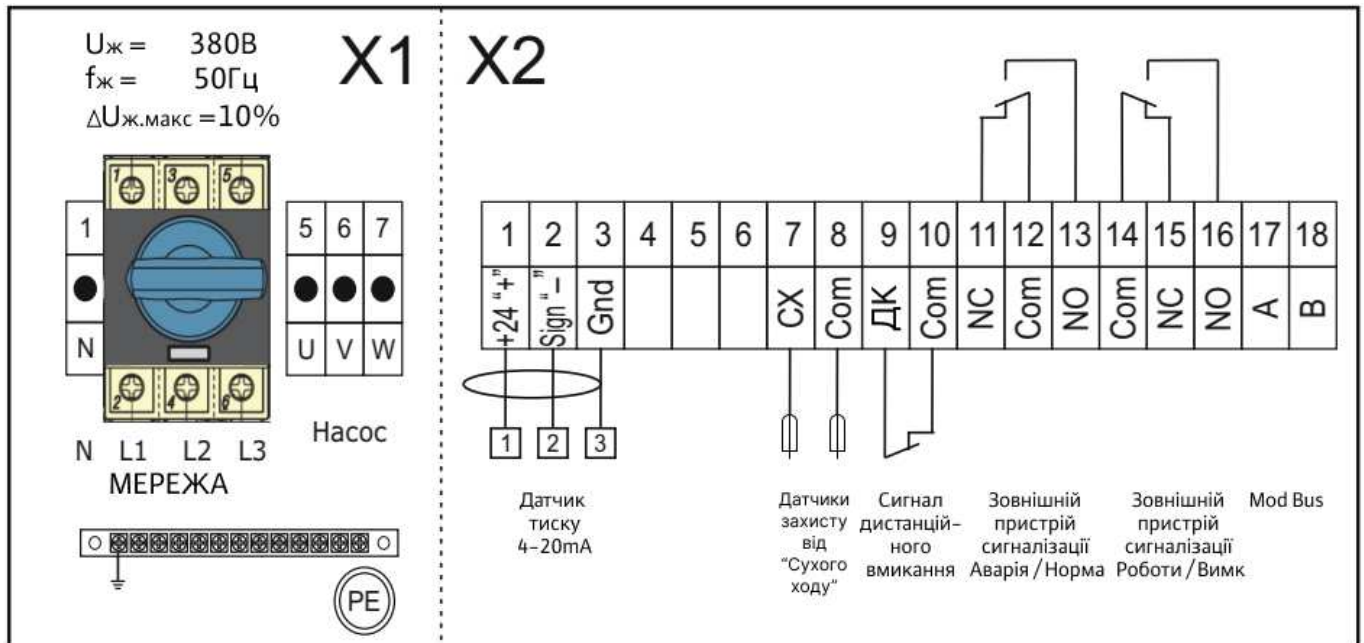 Uж = 380В
fж = 50Гц
ΔUж.макс =10%
X1
X2
1 3 5
1
N
5 6 7
U V W
2 4 6
N L1 L2 L3
МЕРЕЖА
Насос
PE
1 2 3 4 5 6 7 8 9 10 11 12 13 14 15 16 17 18
+24 “+”
Sign “–”
Gnd
СХ
Com
ДК
Com
NC
Com
NO
Com
NC
NO
A
B
1 2 3
Датчик
тиску
4–20mA
Датчики
захисту
від
“Сухого
ходу“
Сигнал
дистанцій–
ного
вмикання
Зовнішній
пристрій
сигналізації
Аварія / Норма
Зовнішній
пристрій
сигналізації
Роботи / Вимк
Mod Bus